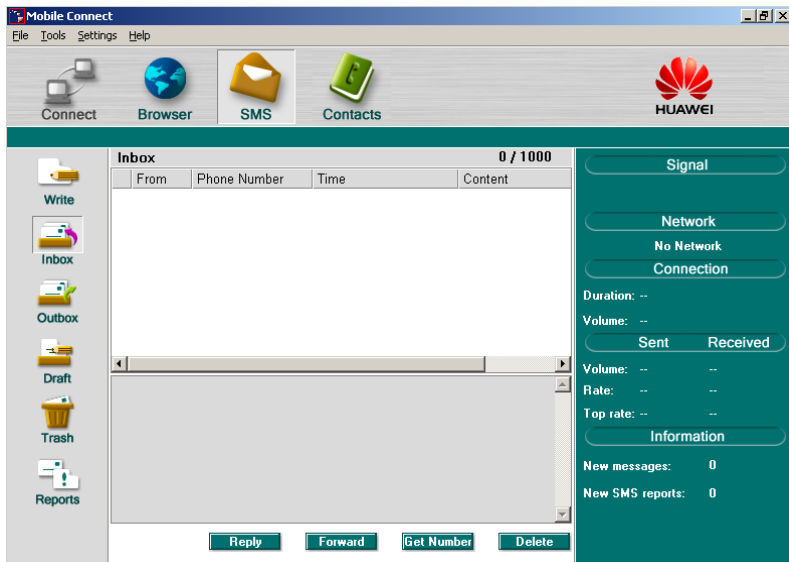 Mobile Connect
File Tools Settings Help
Connect Browser SMS Contacts
HUAWEI
Write
Inbox
Outbox
Draft
Trash
Reports
Inbox 0 / 1000
From Phone Number Time Content
Reply Forward Get Number Delete
Signal
Network
No Network
Connection
Duration: --
Volume: --
Sent Received
Volume: -- --
Rate: -- --
Top rate: -- --
Information
New messages: 0
New SMS reports: 0